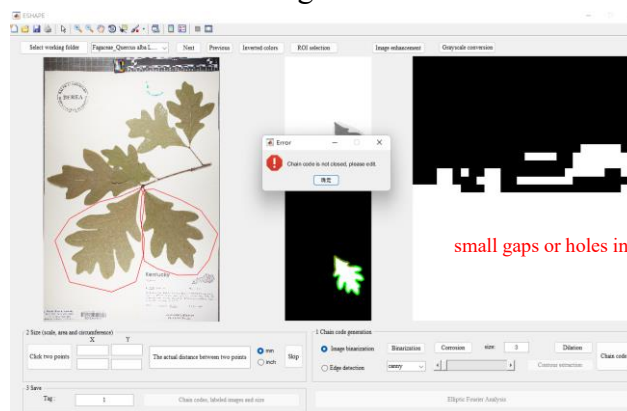 ESHAPE
Select working folder
Fagaceae_Quercus alba L...
Next
Previous
Inverted colors
ROI selection
Image enhancement
Grayscale conversion
Error
Chain code is not closed, please edit.
确定
small gaps or holes in
Kentucky
2 Size (scale, area and circumference)
X
Y
Click two points
The actual distance between two points
mm
inch
Skip
1 Chain code generation
Image binarization
Binarization
Corrosion
size:
3
Dilation
Edge detection
canny
Contour extraction
Chain code
3 Save
Tag:
1
Chain codes, labeled images and size
Elliptic Fourier Analysis